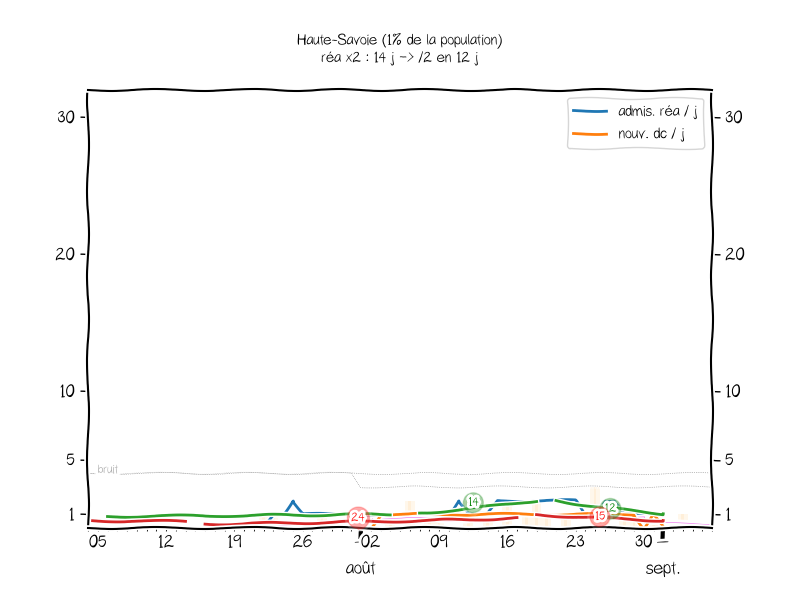 Haute-Savoie (1% de la population)
réa x2 : 14 j -> /2 en 12 j
admis. réa / j
nouv. dc / j
30
30
20
20
10
10
5
5
bruit
1
1
14
12
24
15
05 12 19 26 02 09 16 23 30
août sept.